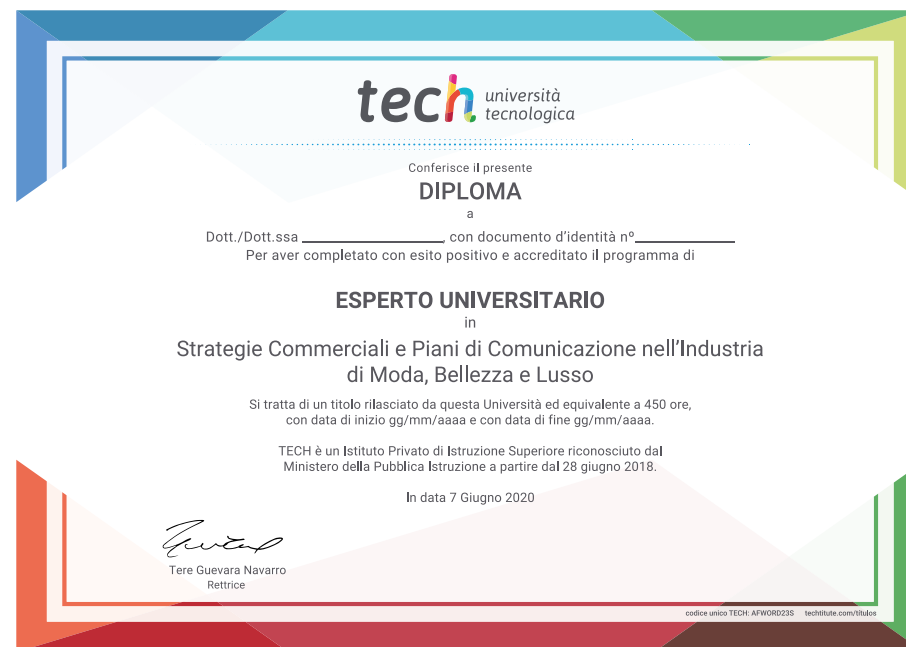 tech università
tecnologica
Conferisce il presente
DIPLOMA
a
Dott./Dott.ssa ____________, con documento d'identità nº____________
Per aver completato con esito positivo e accreditato il programma di
ESPERTO UNIVERSITARIO
in
Strategie Commerciali e Piani di Comunicazione nell'Industria
di Moda, Bellezza e Lusso
Si tratta di un titolo rilasciato da questa Università ed equivalente a 450 ore,
con data di inizio gg/mm/aaaa e con data di fine gg/mm/aaaa.
TECH è un Istituto Privato di Istruzione Superiore riconosciuto dal
Ministero della Pubblica Istruzione a partire dal 28 giugno 2018.
In data 7 Giugno 2020
Tere Guevara Navarro
Rettrice
codice unico TECH: AFWORD23S techtitute.com/títulos